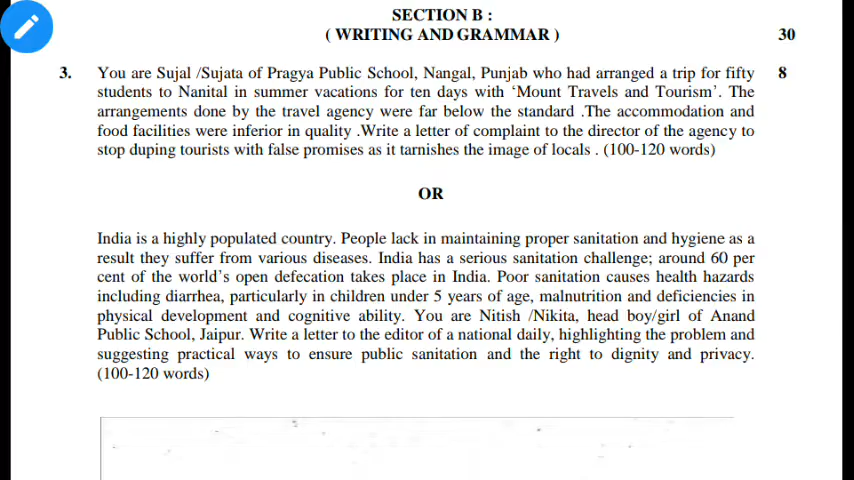 SECTION B :
( WRITING AND GRAMMAR ) 30
3. You are Sujal /Sujata of Pragya Public School, Nangal, Punjab who had arranged a trip for fifty 8
students to Nanital in summer vacations for ten days with ‘Mount Travels and Tourism’. The
arrangements done by the travel agency were far below the standard .The accommodation and
food facilities were inferior in quality .Write a letter of complaint to the director of the agency to
stop duping tourists with false promises as it tarnishes the image of locals . (100-120 words)
OR
India is a highly populated country. People lack in maintaining proper sanitation and hygiene as a
result they suffer from various diseases. India has a serious sanitation challenge; around 60 per
cent of the world’s open defecation takes place in India. Poor sanitation causes health hazards
including diarrhea, particularly in children under 5 years of age, malnutrition and deficiencies in
physical development and cognitive ability. You are Nitish /Nikita, head boy/girl of Anand
Public School, Jaipur. Write a letter to the editor of a national daily, highlighting the problem and
suggesting practical ways to ensure public sanitation and the right to dignity and privacy.
(100-120 words)